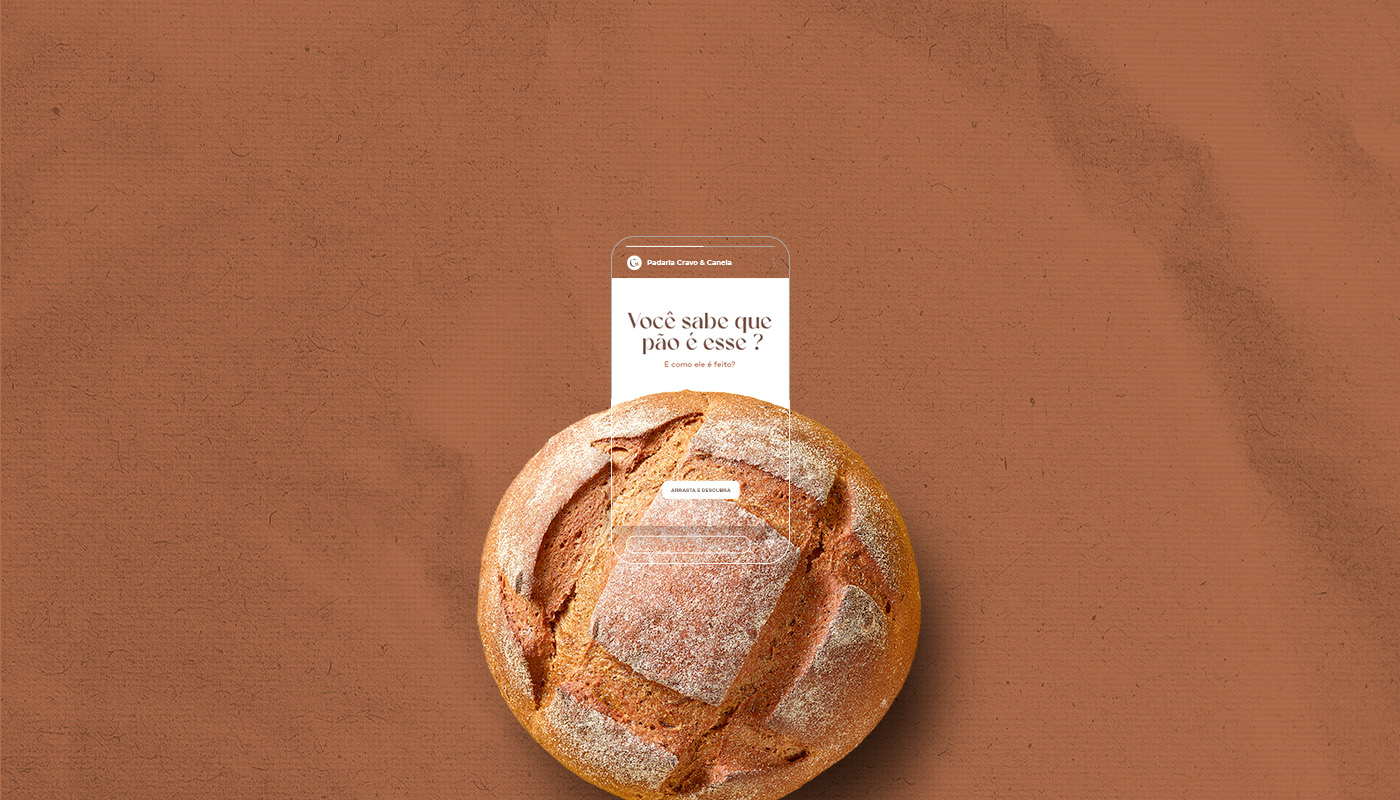 Padaria Cravo & Canela
Você sabe que
pão é esse ?
E como ele é feito?
ARRASTA E DESCUBRA